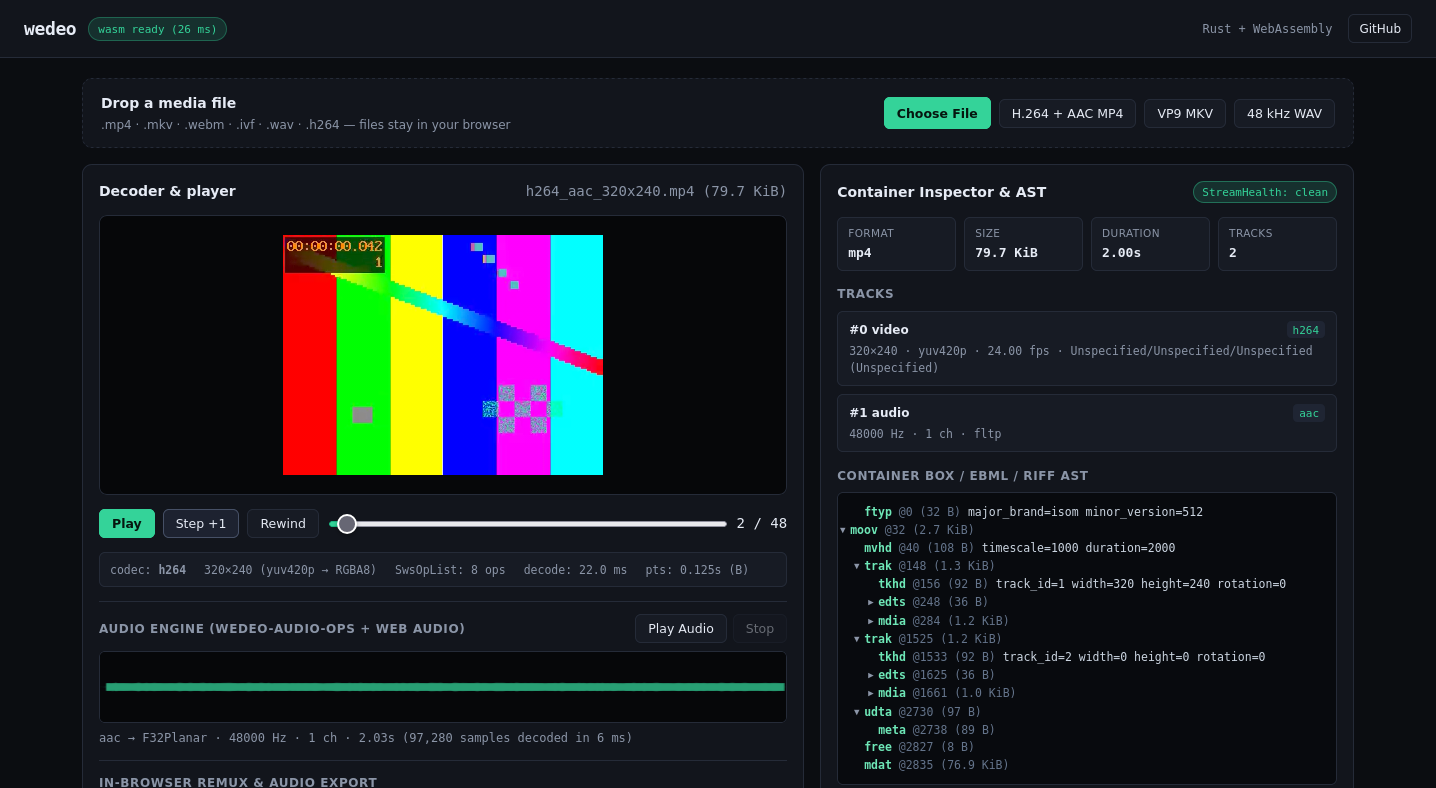 wedeo
wasm ready (26 ms)
Rust + WebAssembly
GitHub
Drop a media file
.mp4 · .mkv · .webm · .ivf · .wav · .h264 — files stay in your browser
Choose File
H.264 + AAC MP4
VP9 MKV
48 kHz WAV
Decoder & player
h264_aac_320x240.mp4 (79.7 KiB)
00:00:00.042
1
Play
Step +1
Rewind
2 / 48
codec: h264 320×240 (yuv420p → RGBA8) SwsOpList: 8 ops decode: 22.0 ms pts: 0.125s (B)
AUDIO ENGINE (WEDEO-AUDIO-OPS + WEB AUDIO)
Play Audio
Stop
aac → F32Planar · 48000 Hz · 1 ch · 2.03s (97,280 samples decoded in 6 ms)
IN-BROWSER REMUX & AUDIO EXPORT
Container Inspector & AST
StreamHealth: clean
FORMAT
mp4
SIZE
79.7 KiB
DURATION
2.00s
TRACKS
2
TRACKS
#0 video
h264
320×240 · yuv420p · 24.00 fps · Unspecified/Unspecified/Unspecified
(Unspecified)
#1 audio
aac
48000 Hz · 1 ch · fltp
CONTAINER BOX / EBML / RIFF AST
ftyp @0 (32 B) major_brand=isom minor_version=512
▾ moov @32 (2.7 KiB)
mvhd @40 (108 B) timescale=1000 duration=2000
▾ trak @148 (1.3 KiB)
tkhd @156 (92 B) track_id=1 width=320 height=240 rotation=0
▸ edts @248 (36 B)
▸ mdia @284 (1.2 KiB)
▾ trak @1525 (1.2 KiB)
tkhd @1533 (92 B) track_id=2 width=0 height=0 rotation=0
▸ edts @1625 (36 B)
▸ mdia @1661 (1.0 KiB)
▾ udta @2730 (97 B)
meta @2738 (89 B)
free @2827 (8 B)
mdat @2835 (76.9 KiB)